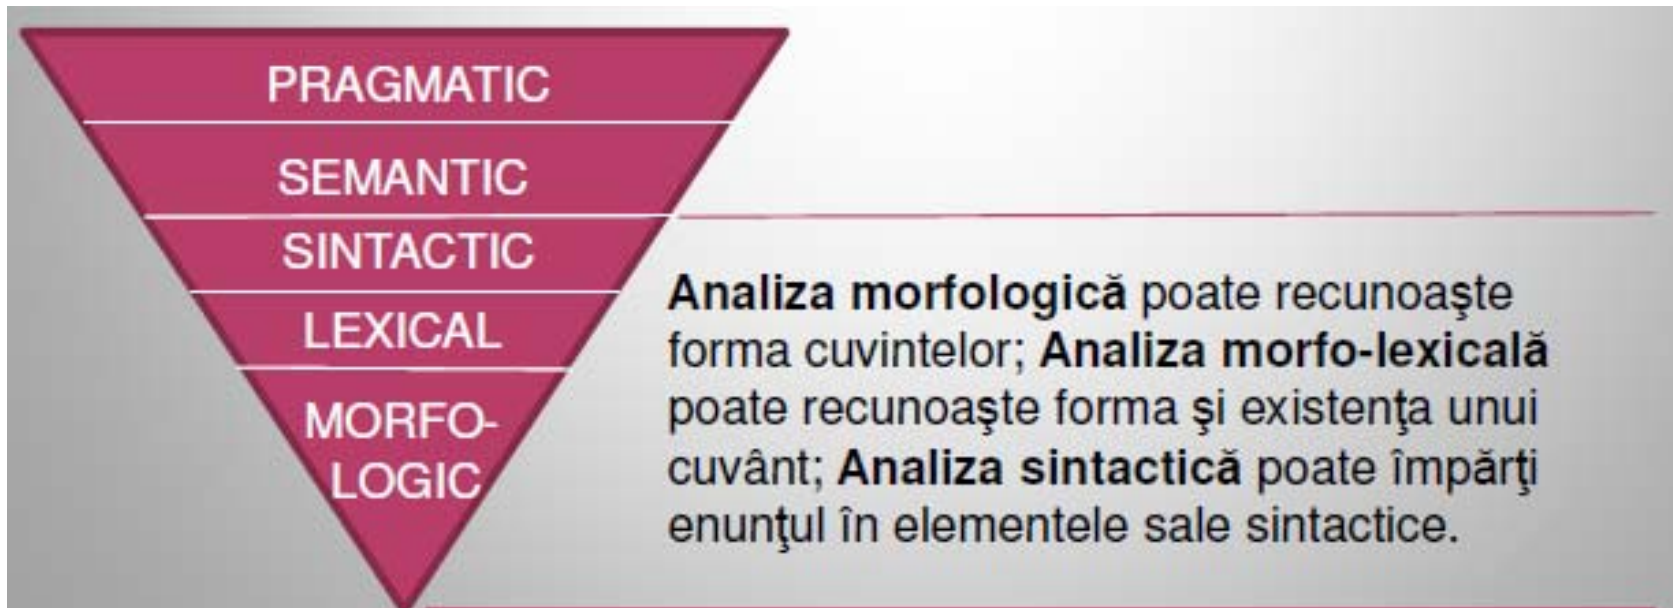 PRAGMATIC
SEMANTIC
SINTACTIC
LEXICAL
MORFO-
LOGIC
Analiza morfologică poate recunoaşte
forma cuvintelor; Analiza morfo-lexicală
poate recunoaşte forma şi existenţa unui
cuvânt; Analiza sintactică poate împărţi
enunţul în elementele sale sintactice.